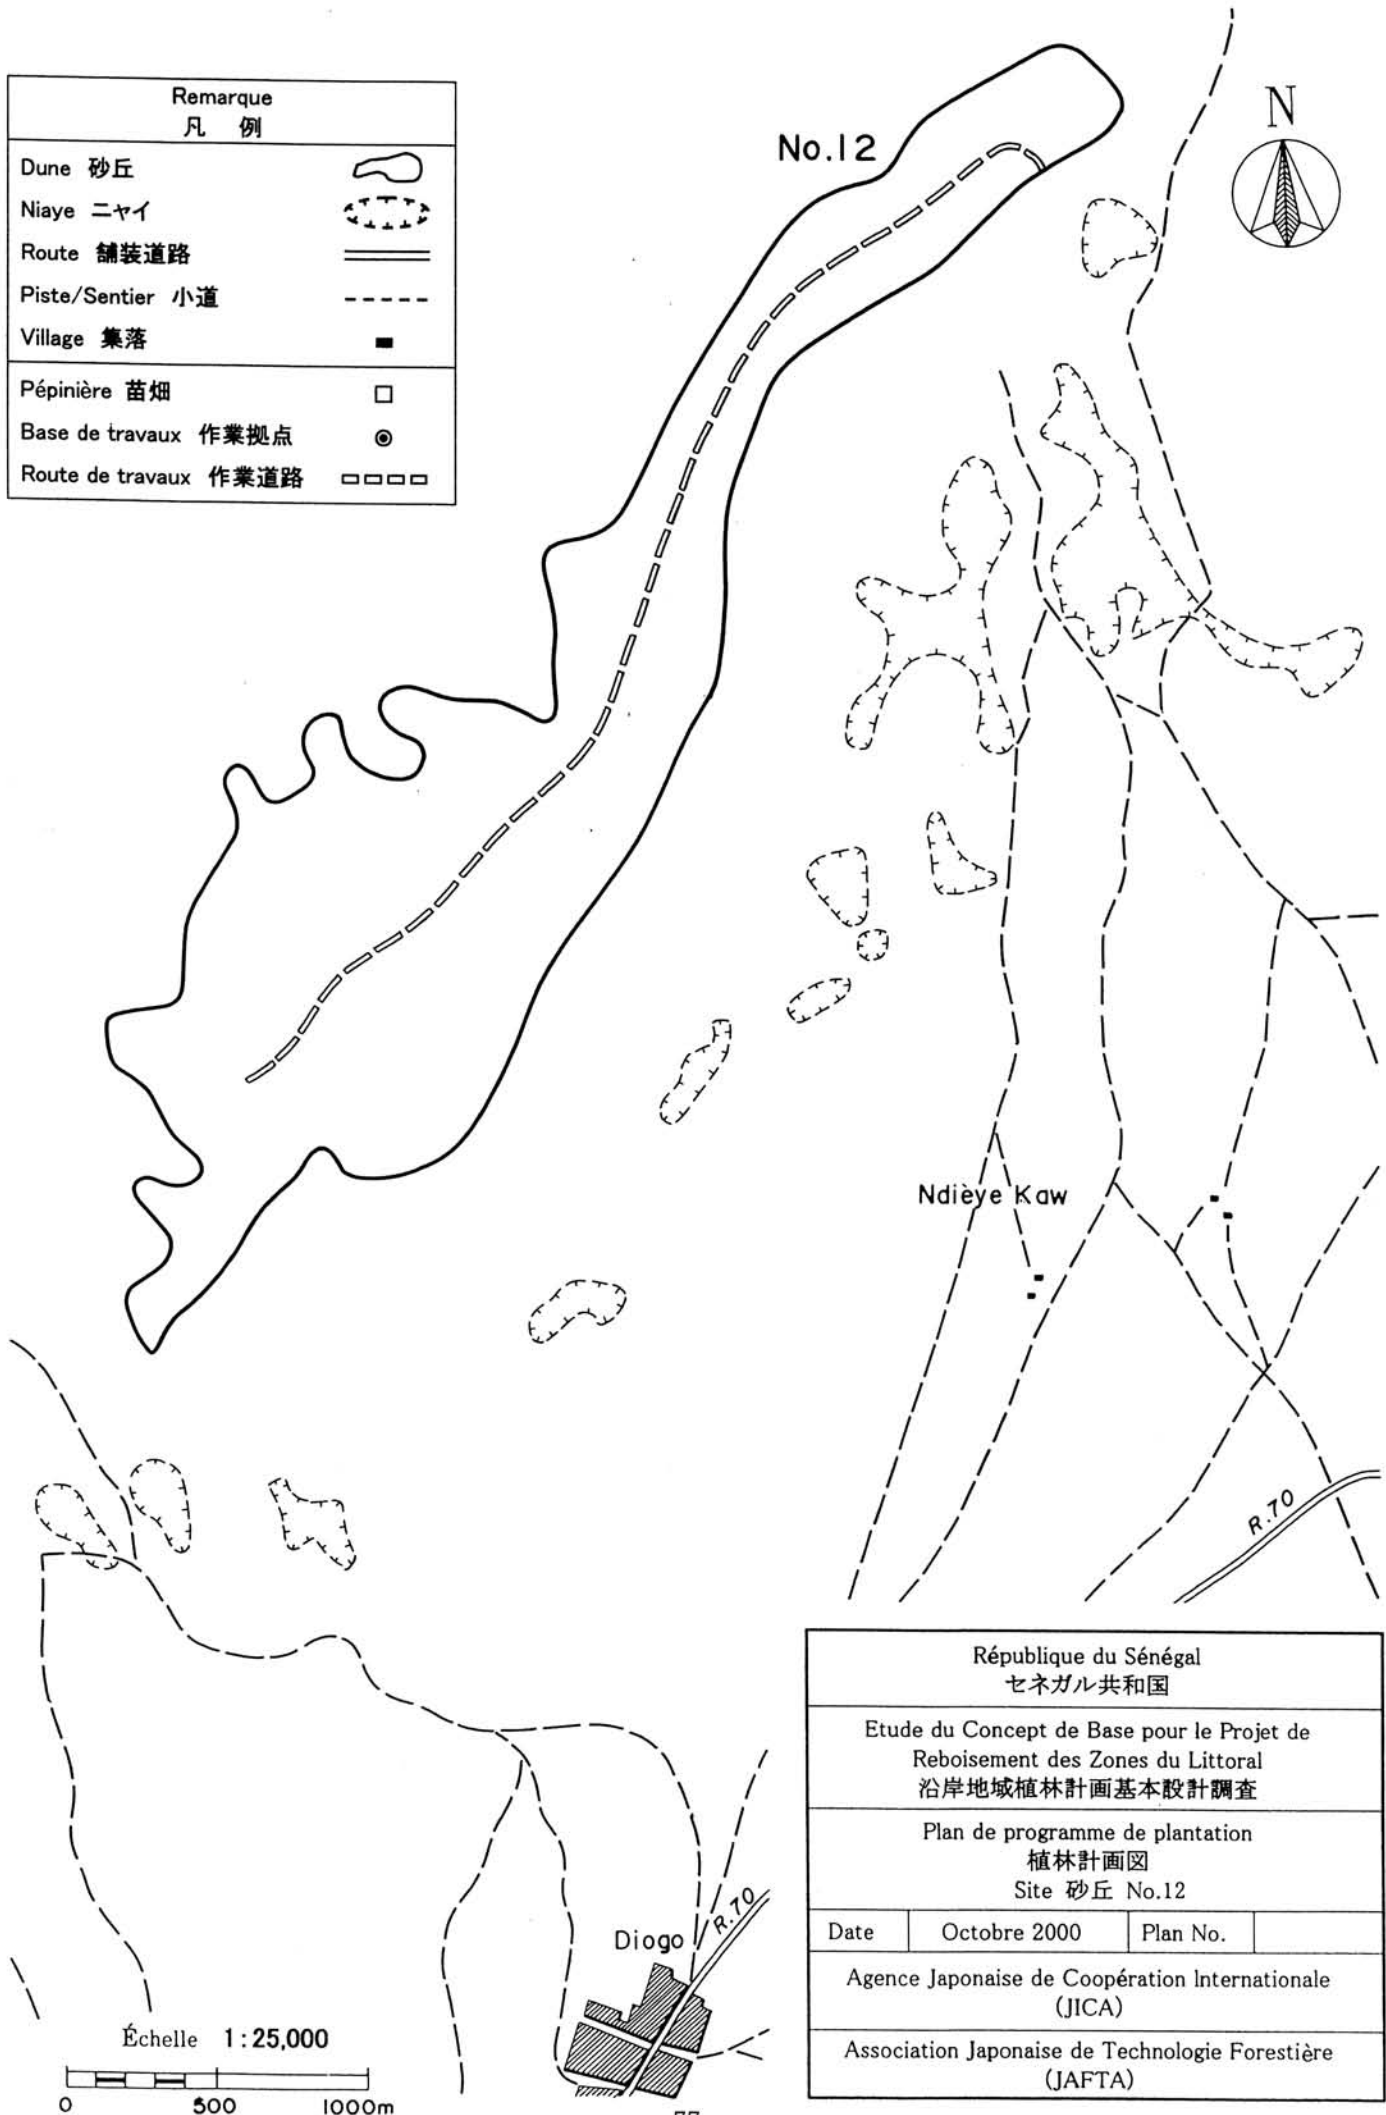 Remarque
凡 例
Dune 砂丘
Niaye ニャイ
Route 舗装道路
Piste/Sentier 小道
Village 集落
Pépinière 苗畑
Base de travaux 作業拠点
Route de travaux 作業道路
No.12
N
Ndièye Kaw
R.70
Diogo
R.70
Échelle 1:25,000
0 500 1000m
République du Sénégal
セネガル共和国
Etude du Concept de Base pour le Projet de
Reboisement des Zones du Littoral
沿岸地域植林計画基本設計調査
Plan de programme de plantation
植林計画図
Site 砂丘 No.12
Date Octobre 2000 Plan No.
Agence Japonaise de Coopération Internationale
(JICA)
Association Japonaise de Technologie Forestière
(JAFTA)